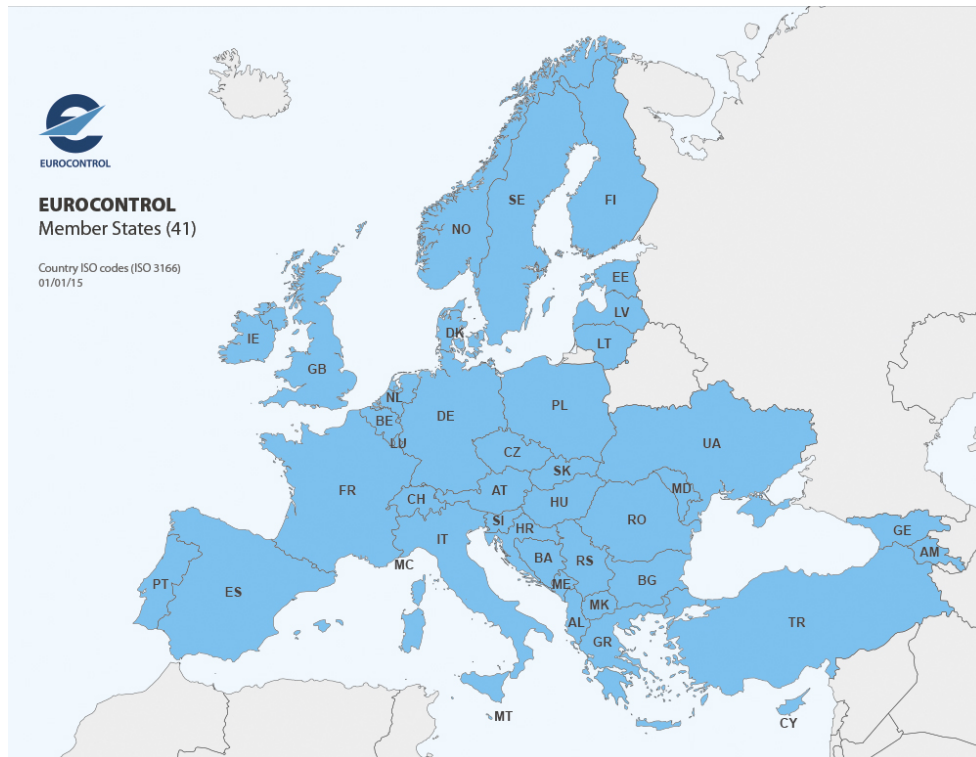 EUROCONTROL
EUROCONTROL
Member States (41)
Country ISO codes (ISO 3166)
01/01/15
SE
FI
NO
EE
LV
DK
LT
IE
GB
NL
PL
DE
BE
LU
UA
CZ
SK
MD
FR
CH
AT
HU
RO
SI
HR
GE
IT
AM
BA
RS
MC
PT
ES
ME
BG
MK
AL
TR
GR
MT
CY